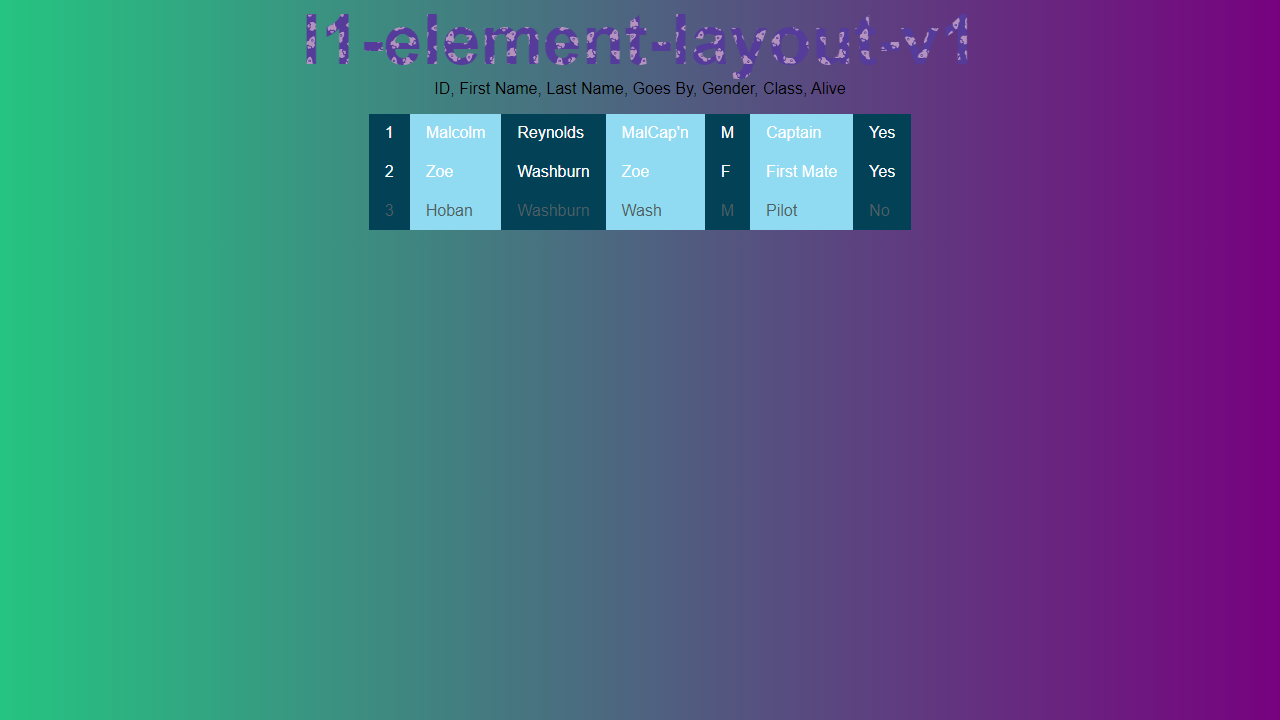 l1-element-layout-v1
ID, First Name, Last Name, Goes By, Gender, Class, Alive
1 Malcolm Reynolds MalCap'n M Captain Yes
2 Zoe Washburn Zoe F First Mate Yes
3 Hoban Washburn Wash M Pilot No